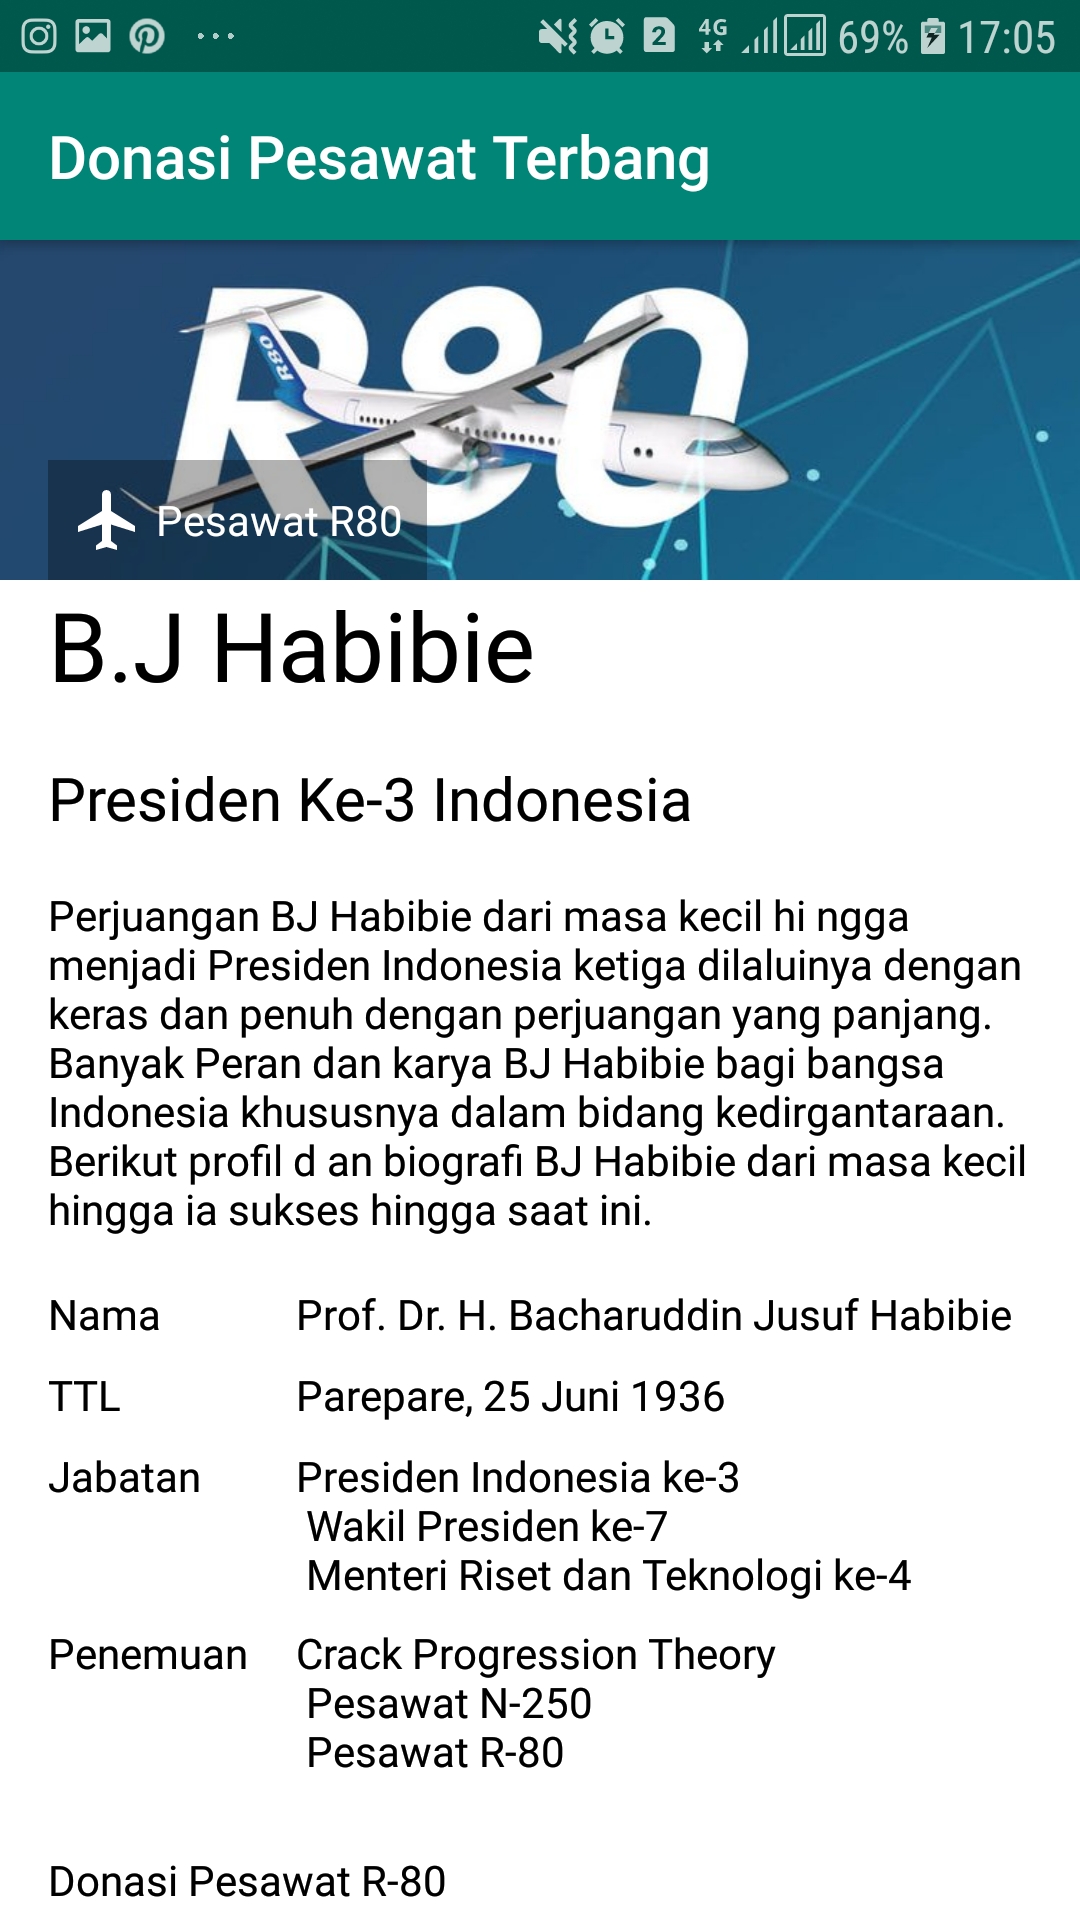 2 4G 69% 17:05
Donasi Pesawat Terbang
R80
R80
Pesawat R80
B.J Habibie
Presiden Ke-3 Indonesia
Perjuangan BJ Habibie dari masa kecil hi ngga
menjadi Presiden Indonesia ketiga dilaluinya dengan
keras dan penuh dengan perjuangan yang panjang.
Banyak Peran dan karya BJ Habibie bagi bangsa
Indonesia khususnya dalam bidang kedirgantaraan.
Berikut profil d an biografi BJ Habibie dari masa kecil
hingga ia sukses hingga saat ini.
Nama Prof. Dr. H. Bacharuddin Jusuf Habibie
TTL Parepare, 25 Juni 1936
Jabatan Presiden Indonesia ke-3
Wakil Presiden ke-7
Menteri Riset dan Teknologi ke-4
Penemuan Crack Progression Theory
Pesawat N-250
Pesawat R-80
Donasi Pesawat R-80